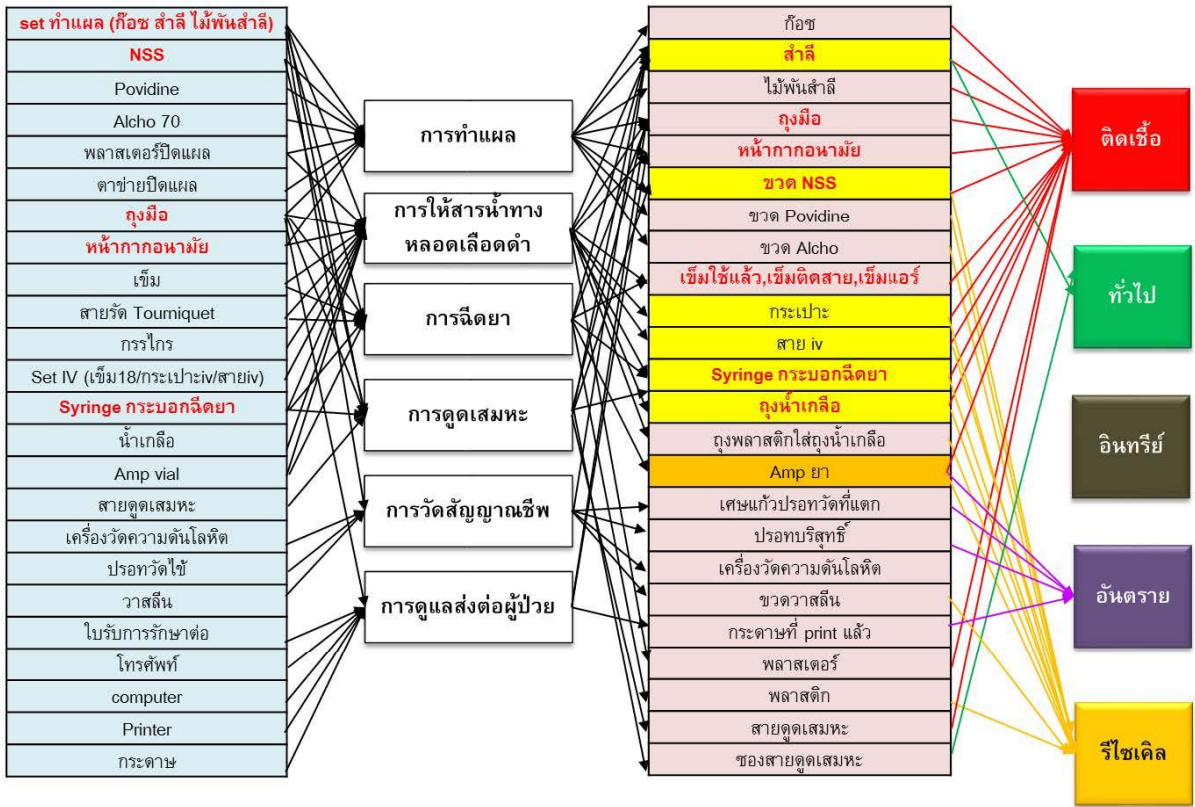 set ทำแผล (ก๊อซ สำลี ไม้พันสำลี)
NSS
Povidine
Alcho 70
พลาสเตอร์ปิดแผล
ตาข่ายปิดแผล
ถุงมือ
หน้ากากอนามัย
เข็ม
สายรัด Tourniquet
กรรไกร
Set IV (เข็ม18/กระเปาะiv/สายiv)
Syringe กระบอกฉีดยา
น้ำเกลือ
Amp vial
สายดูดเสมหะ
เครื่องวัดความดันโลหิต
ปรอทวัดไข้
วาสลีน
ใบรับการรักษาต่อ
โทรศัพท์
computer
Printer
กระดาษ
การทำแผล
การให้สารน้ำทาง
หลอดเลือดดำ
การฉีดยา
การดูดเสมหะ
การวัดสัญญาณชีพ
การดูแลส่งต่อผู้ป่วย
ก๊อซ
สำลี
ไม้พันสำลี
ถุงมือ
หน้ากากอนามัย
ขวด NSS
ขวด Povidine
ขวด Alcho
เข็มใช้แล้ว,เข็มติดสาย,เข็มแอร์
กระเปาะ
สาย iv
Syringe กระบอกฉีดยา
ถุงน้ำเกลือ
ถุงพลาสติกใส่ถุงน้ำเกลือ
Amp ยา
เศษแก้วปรอทวัดที่แตก
ปรอทบริสุทธิ์
เครื่องวัดความดันโลหิต
ขวดวาสลีน
กระดาษที่ print แล้ว
พลาสเตอร์
พลาสติก
สายดูดเสมหะ
ซองสายดูดเสมหะ
ติดเชื้อ
ทั่วไป
อินทรีย์
อันตราย
รีไซเคิล